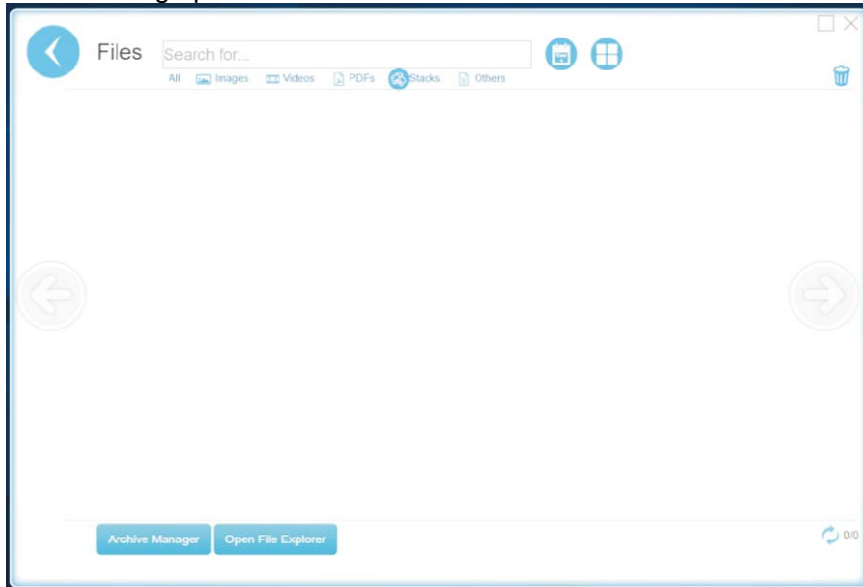 Files
Search for...
All Images Videos PDFs Stacks Others
Archive Manager Open File Explorer
0/0